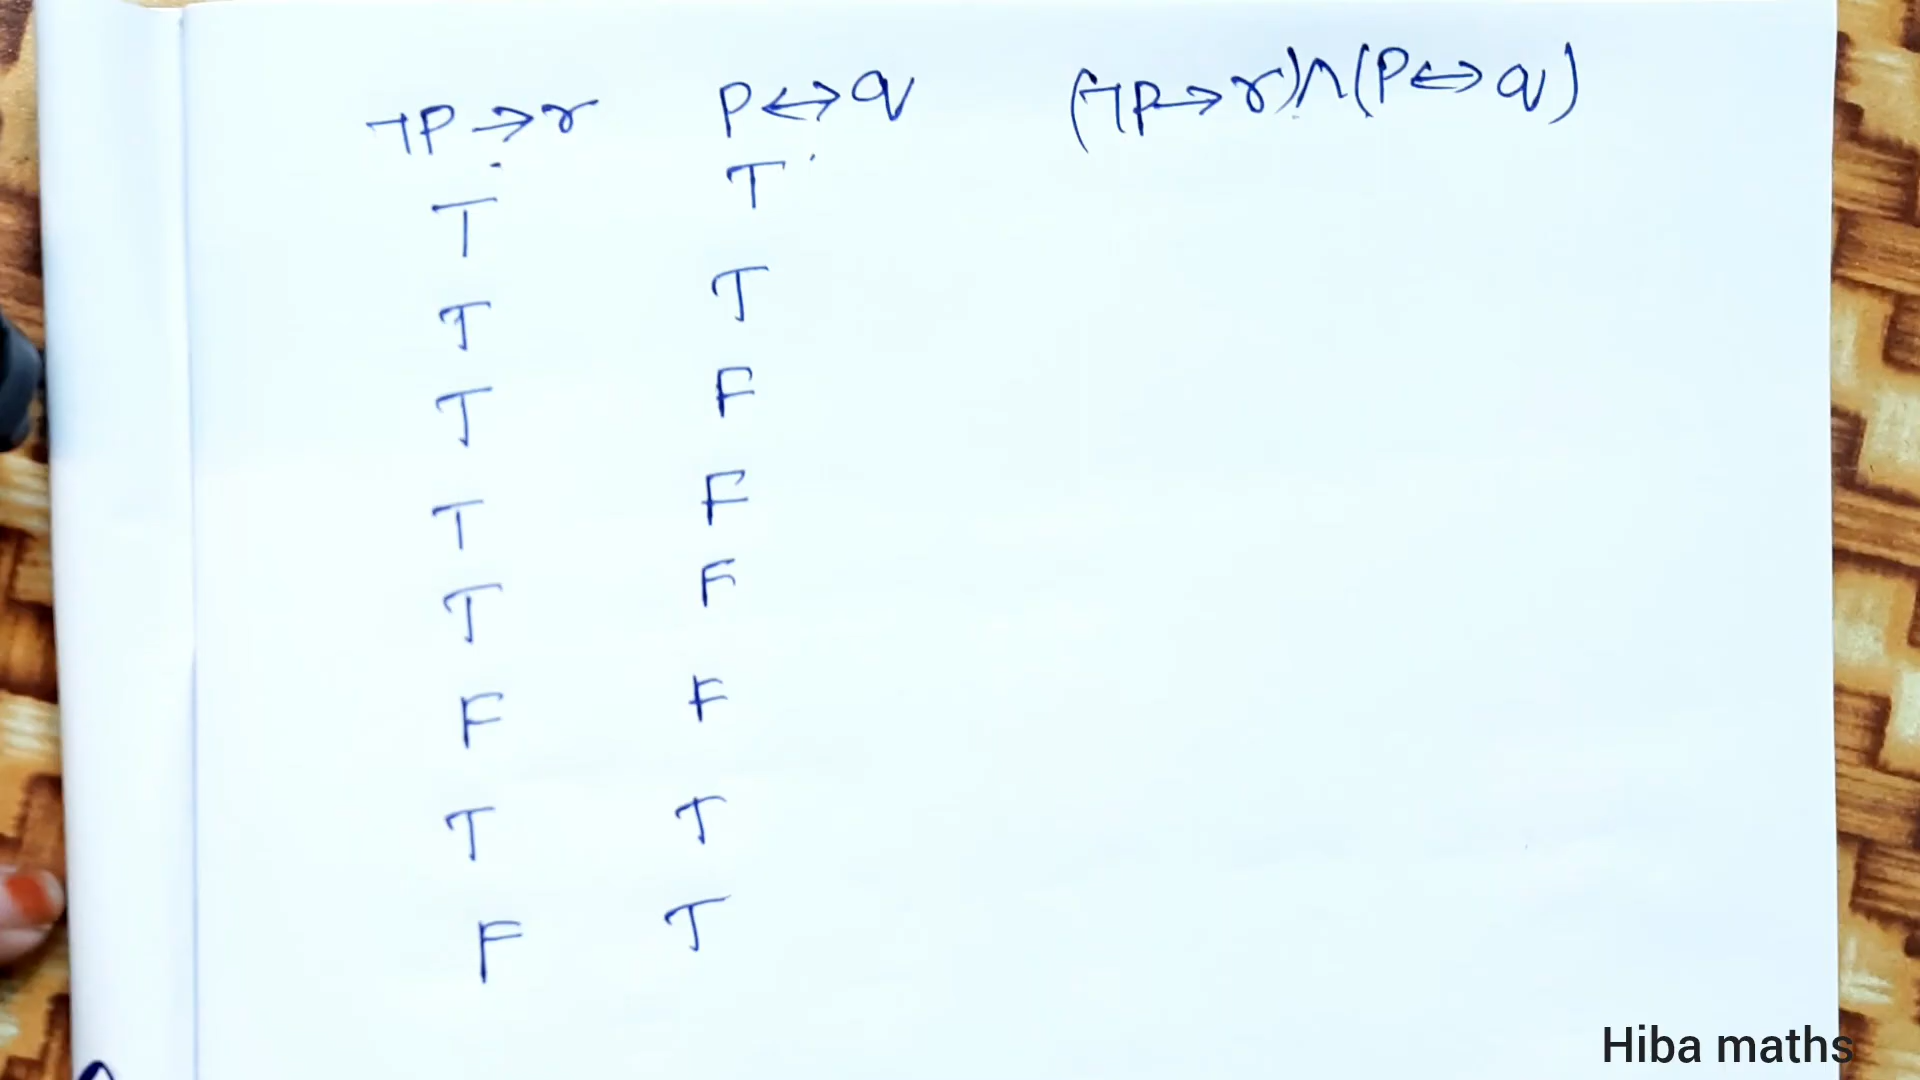 ¬P→r P↔q (¬P→r)∧(P↔q)
T T
T T
T F
T F
T F
F F
T T
F T
Hiba maths